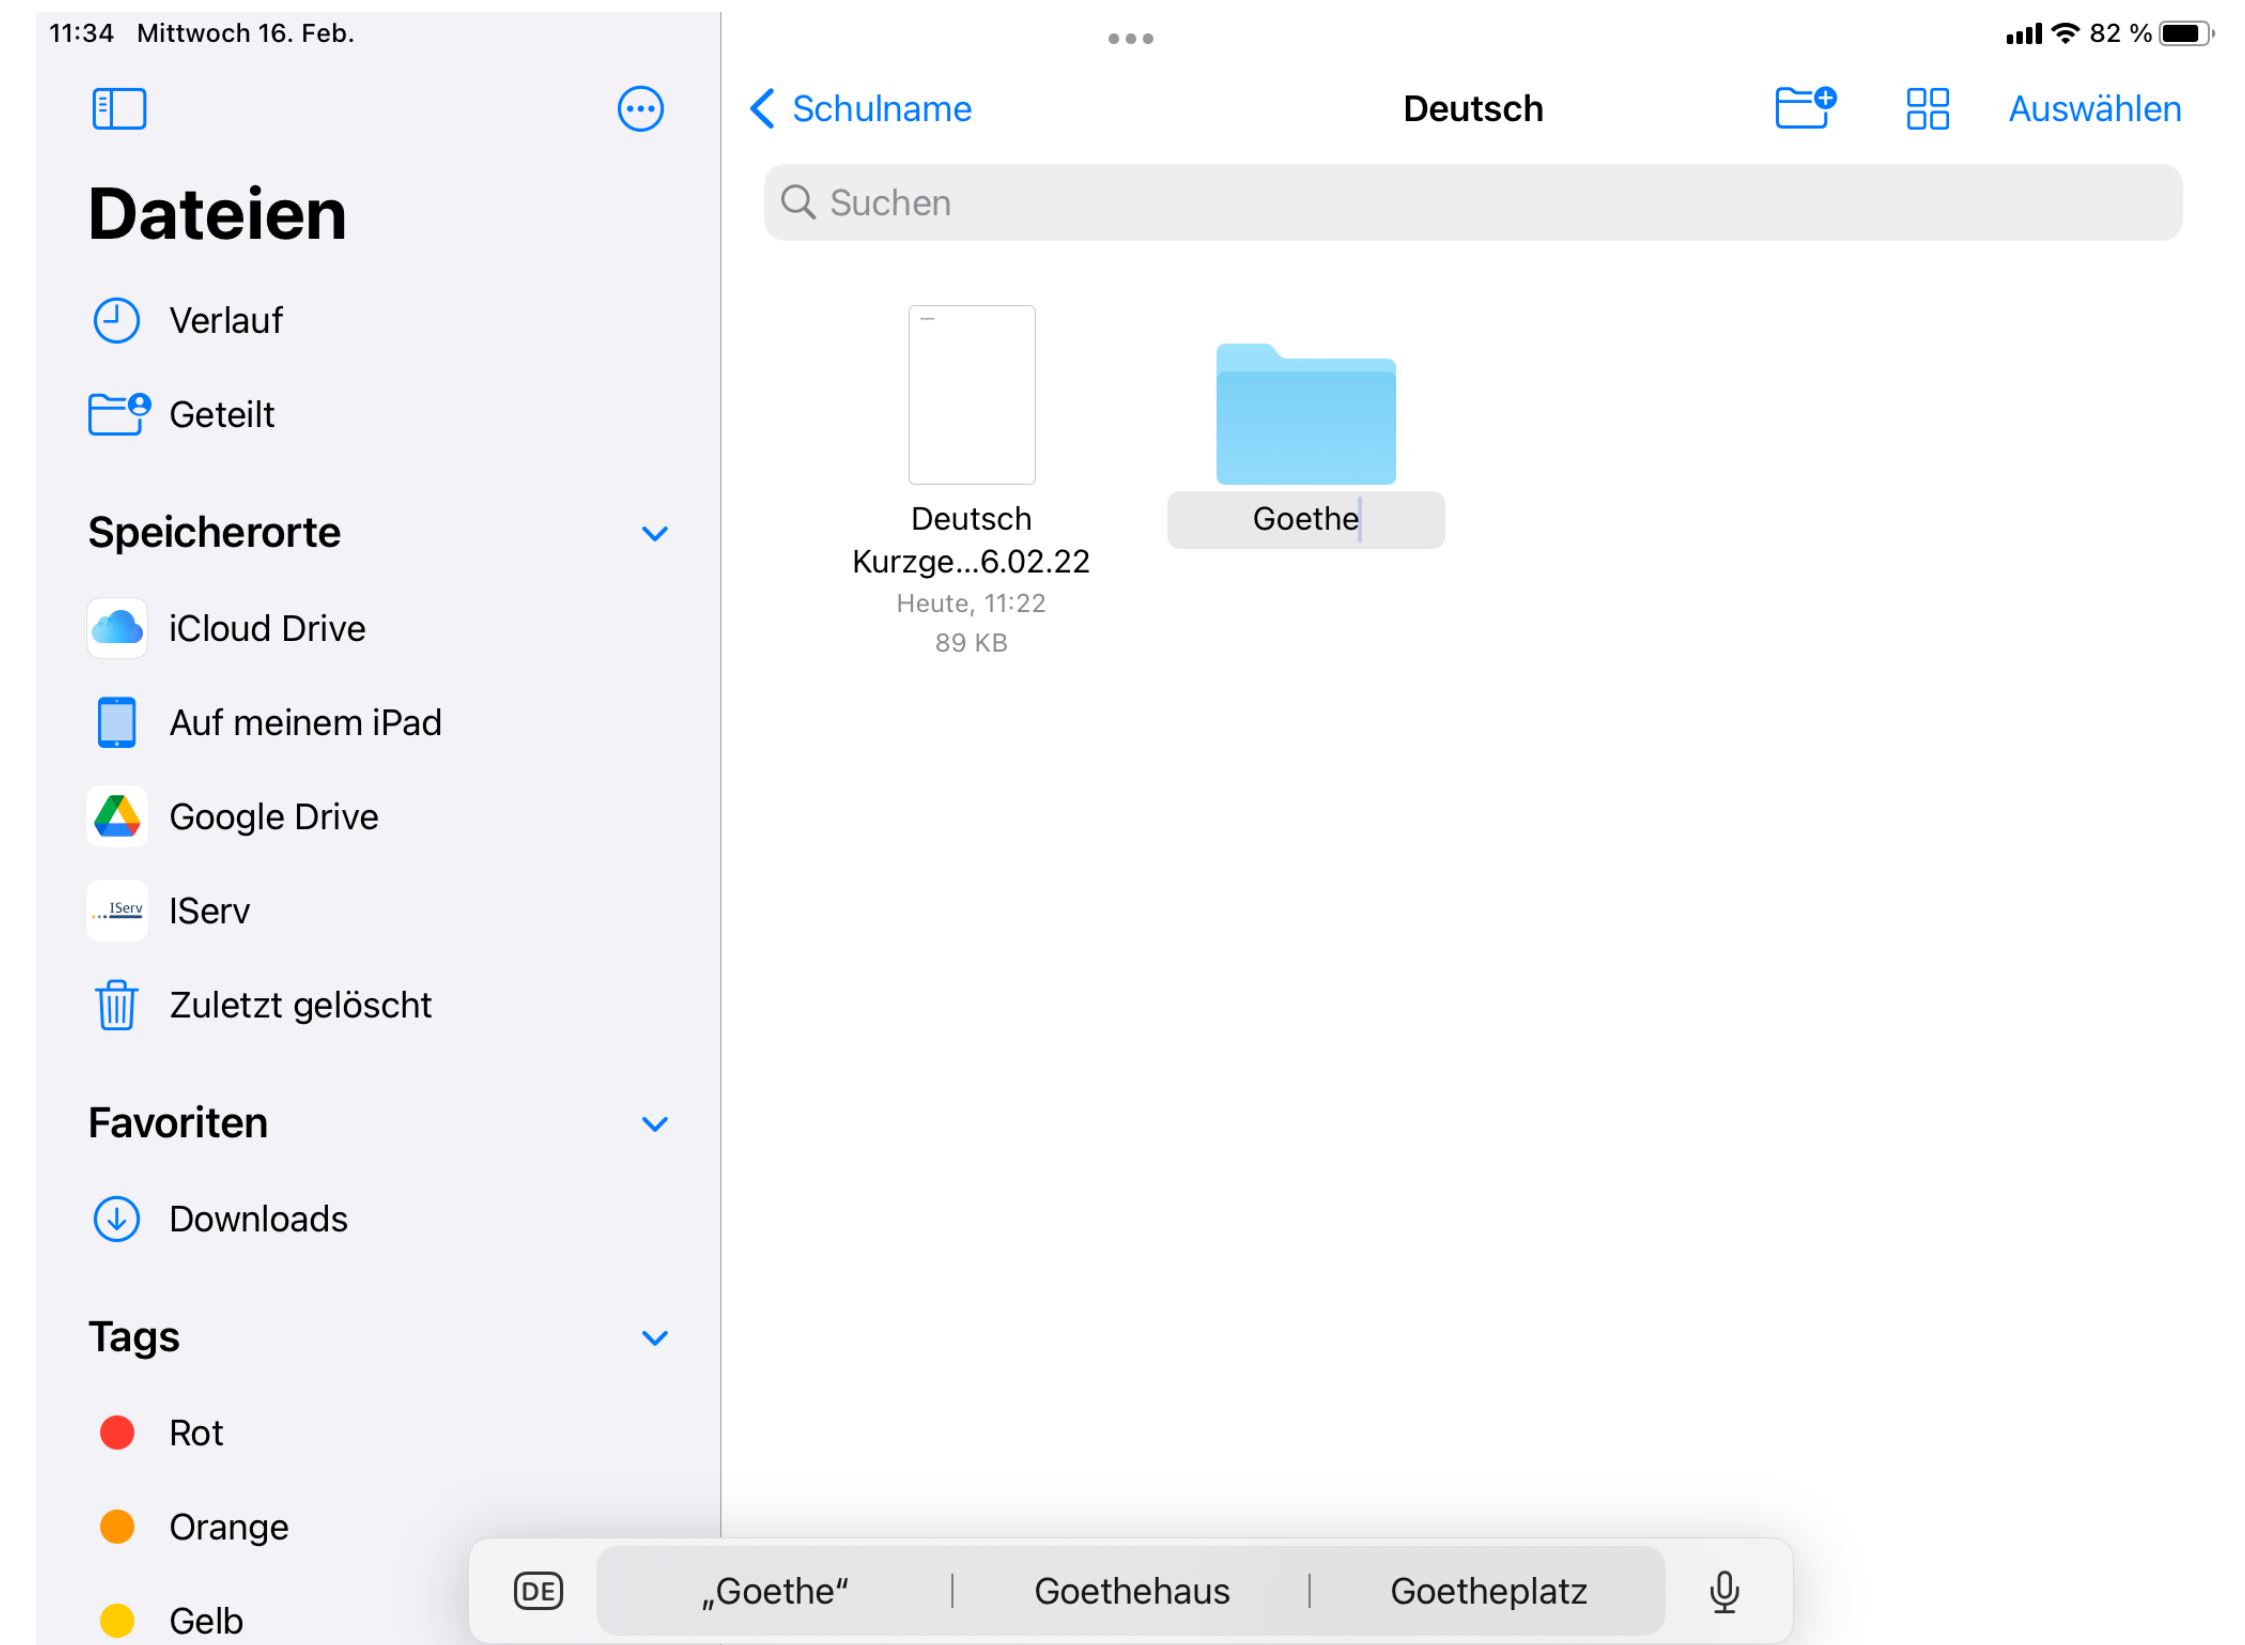 11:34 Mittwoch 16. Feb.
82 %
Schulname
Deutsch
Auswählen
Suchen
Dateien
Verlauf
Geteilt
Speicherorte
iCloud Drive
Auf meinem iPad
Google Drive
IServ
IServ
Zuletzt gelöscht
Favoriten
Downloads
Tags
Rot
Orange
Gelb
Deutsch
Kurzge...6.02.22
Heute, 11:22
89 KB
Goethe
DE
„Goethe“
Goethehaus
Goetheplatz